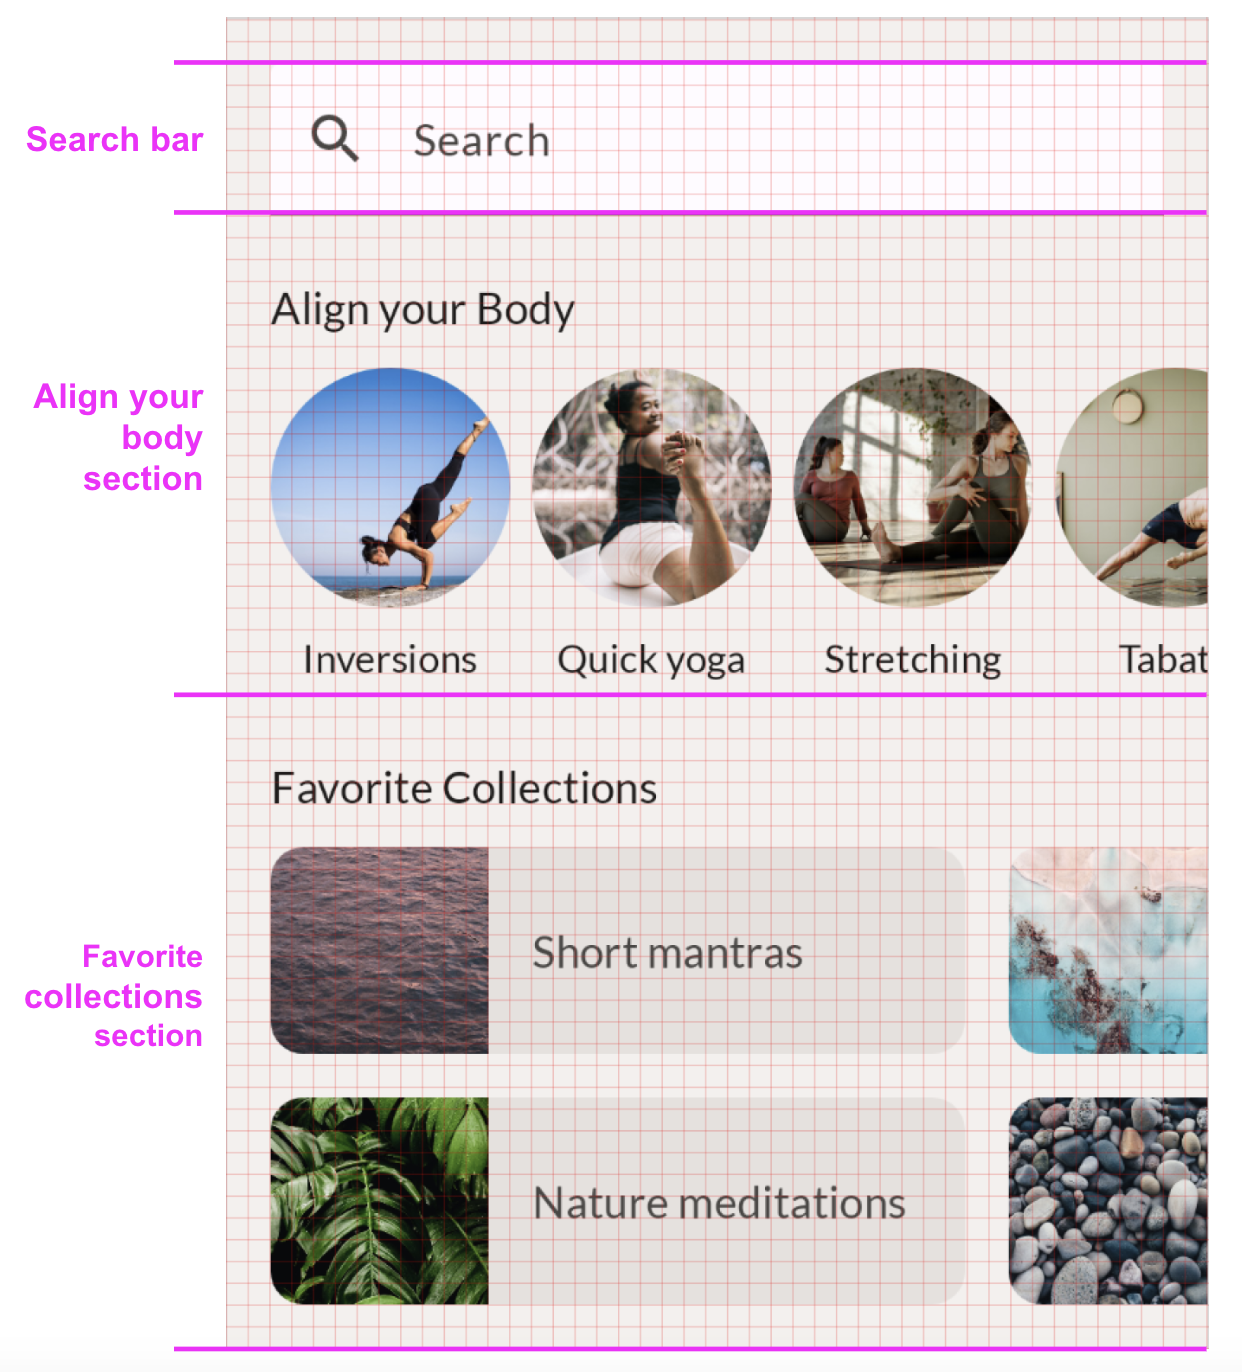 Search bar
Search
Align your Body
Align your
body
section
Inversions
Quick yoga
Stretching
Tabat
Favorite Collections
Favorite
collections
section
Short mantras
Nature meditations